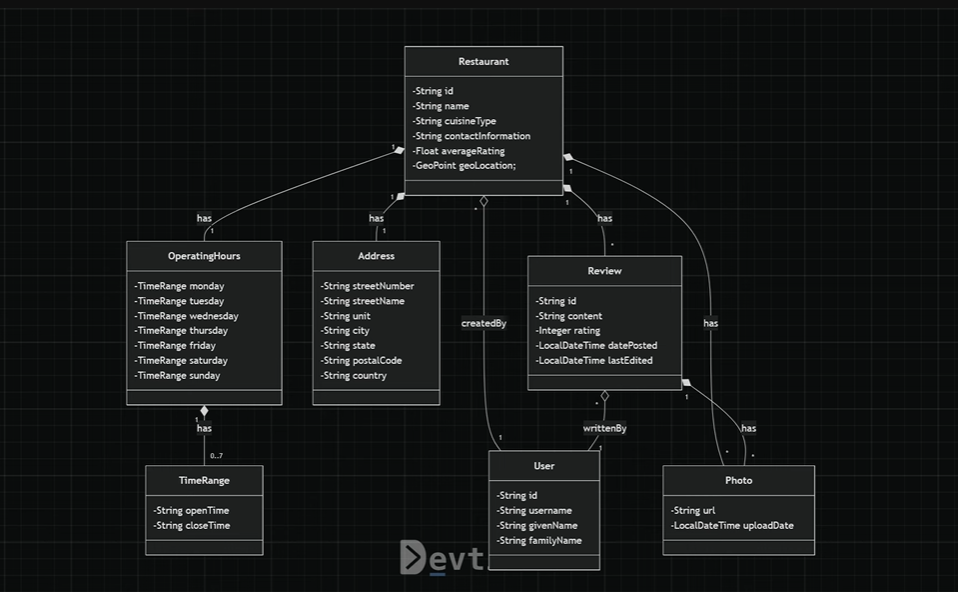 Restaurant
-String id
-String name
-String cuisineType
-String contactInformation
-Float averageRating
-GeoPoint geoLocation;
1
1
1
1
*
has
1
has
1
has
*
OperatingHours
-TimeRange monday
-TimeRange tuesday
-TimeRange wednesday
-TimeRange thursday
-TimeRange friday
-TimeRange saturday
-TimeRange sunday
Address
-String streetNumber
-String streetName
-String unit
-String city
-String state
-String postalCode
-String country
Review
-String id
-String content
-Integer rating
-LocalDateTime datePosted
-LocalDateTime lastEdited
createdBy
has
1
has
0..7
*
writtenBy
1
1
1
has
*
*
TimeRange
-String openTime
-String closeTime
User
-String id
-String username
-String givenName
-String familyName
Photo
-String url
-LocalDateTime uploadDate
Devt